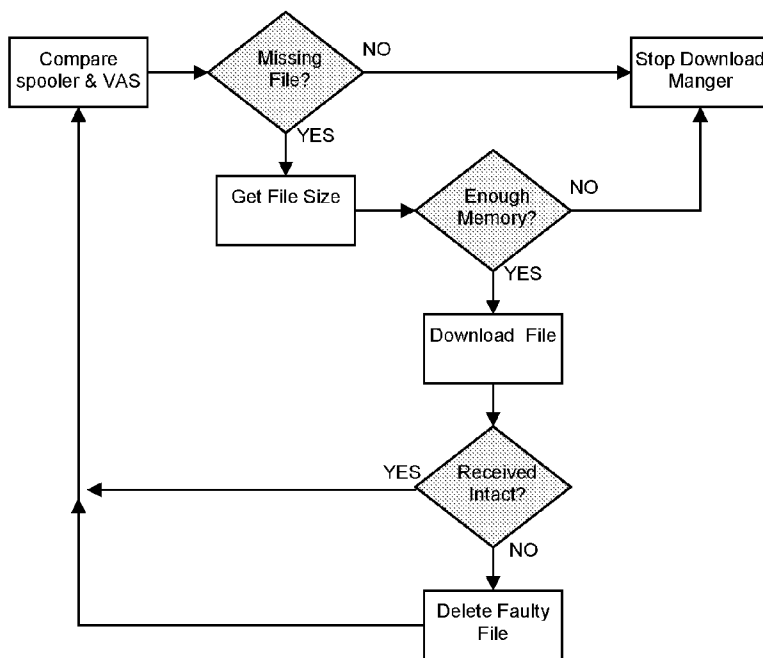 Compare
spooler & VAS
Missing
File?
NO
Stop Download
Manger
YES
Get File Size
Enough
Memory?
NO
YES
Download File
YES
Received
Intact?
NO
Delete Faulty
File